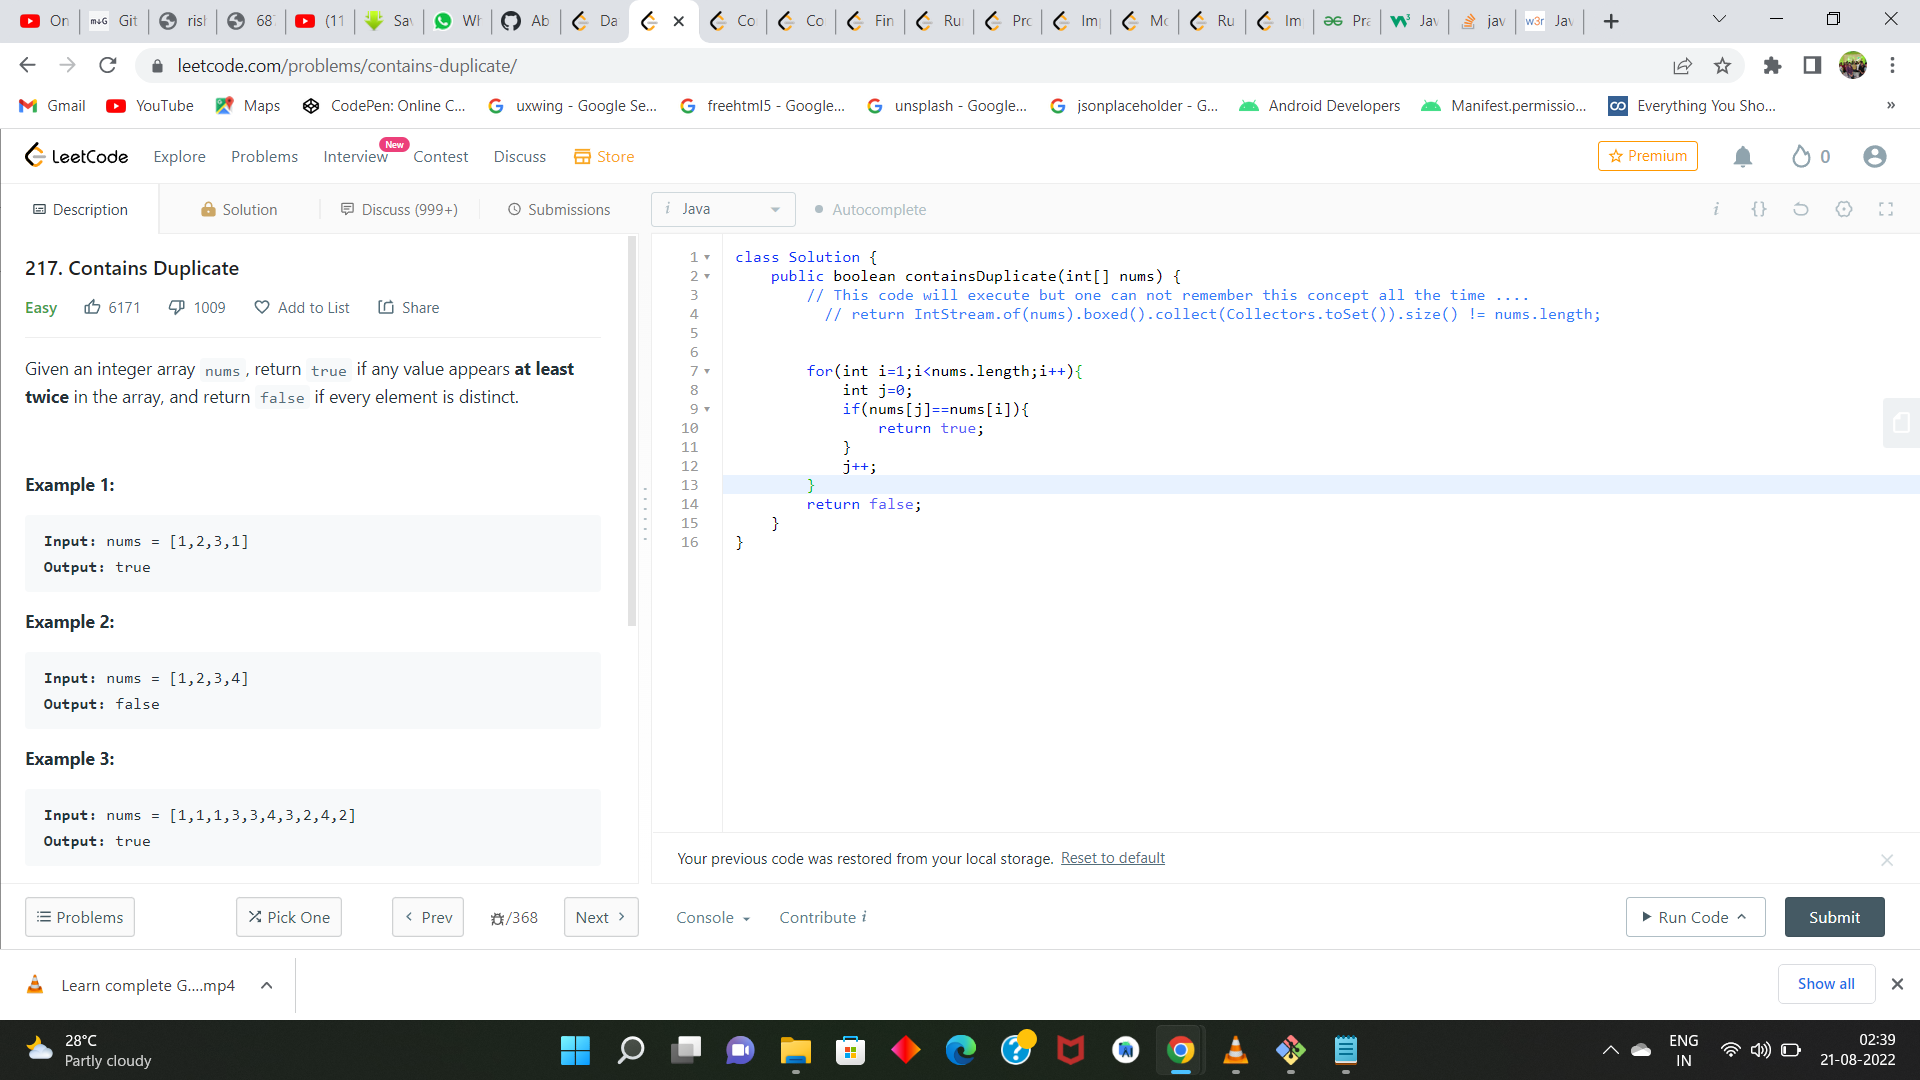 On
m+G Git
rish
68
(11
Sav
Wh
Ab
Da
Co
Co
Fin
Ru
Pro
Im
Mo
Ru
Im
Pra
Jav
jav
w3r Jav
leetcode.com/problems/contains-duplicate/
Gmail
YouTube
Maps
CodePen: Online C...
uxwing - Google Se...
freehtml5 - Google...
unsplash - Google...
jsonplaceholder - G...
Android Developers
Manifest.permissio...
Everything You Sho...
»
LeetCode
Explore
Problems
Interview
New
Contest
Discuss
Store
Premium
0
Description
Solution
Discuss (999+)
Submissions
i Java
Autocomplete
i {}
217. Contains Duplicate
Easy 6171 1009 Add to List Share
Given an integer array nums, return true if any value appears at least
twice in the array, and return false if every element is distinct.
Example 1:
Input: nums = [1,2,3,1]
Output: true
Example 2:
Input: nums = [1,2,3,4]
Output: false
Example 3:
Input: nums = [1,1,1,3,3,4,3,2,4,2]
Output: true
1 class Solution {
2 public boolean containsDuplicate(int[] nums) {
3 // This code will execute but one can not remember this concept all the time ....
4 // return IntStream.of(nums).boxed().collect(Collectors.toSet()).size() != nums.length;
5
6
7 for(int i=1;i<nums.length;i++){
8 int j=0;
9 if(nums[j]==nums[i]){
10 return true;
11 }
12 j++;
13 }
14 return false;
15 }
16 }
Your previous code was restored from your local storage. Reset to default
Problems
Pick One
Prev
/368
Next
Console
Contribute i
Run Code
Submit
Learn complete G....mp4
Show all
28°C
Partly cloudy
ENG
IN
02:39
21-08-2022